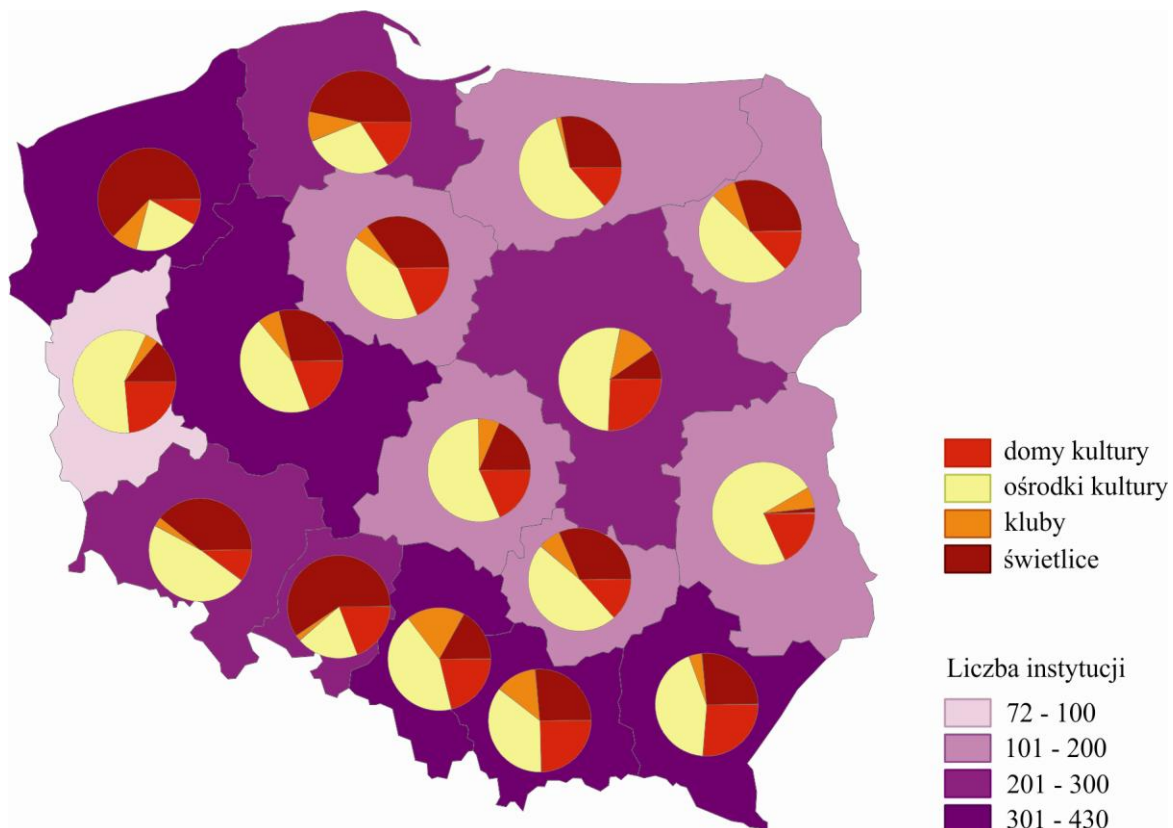 domy kultury
ośrodki kultury
kluby
świetlice
Liczba instytucji
72 - 100
101 - 200
201 - 300
301 - 430